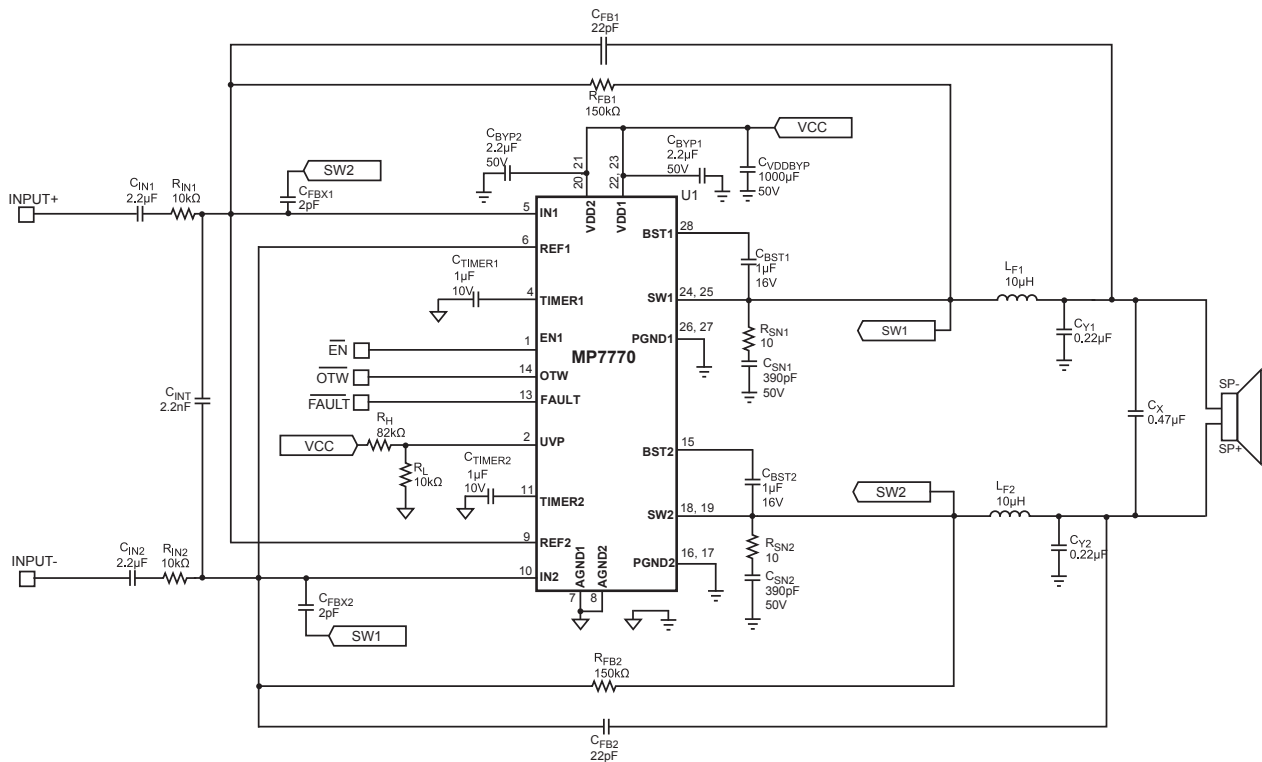 CFB1
22pF
RFB1
150kΩ
VCC
CBYP2
2.2µF
50V
CBYP1
2.2µF
50V
CVDDBYP
1000µF
50V
20, 21
22, 23
SW2
CFBX1
2pF
INPUT+
CIN1
2.2µF
RIN1
10kΩ
U1
VDD2
VDD1
5
IN1
6
REF1
CTIMER1
1µF
10V
4
TIMER1
EN1
EN
1
MP7770
OTW
14
OTW
FAULT
13
FAULT
RH
82kΩ
VCC
2
UVP
RL
10kΩ
CTIMER2
1µF
10V
11
TIMER2
9
REF2
10
IN2
AGND1
AGND2
7
8
CINT
2.2nF
INPUT-
CIN2
2.2µF
RIN2
10kΩ
CFBX2
2pF
SW1
BST1
28
CBST1
1µF
16V
SW1
24, 25
RSN1
10
CSN1
390pF
50V
PGND1
26, 27
SW1
LF1
10µH
CY1
0.22µF
CX
0.47µF
SP-
SP+
BST2
15
CBST2
1µF
16V
SW2
SW2
18, 19
LF2
10µH
RSN2
10
CSN2
390pF
50V
PGND2
16, 17
CY2
0.22µF
RFB2
150kΩ
CFB2
22pF